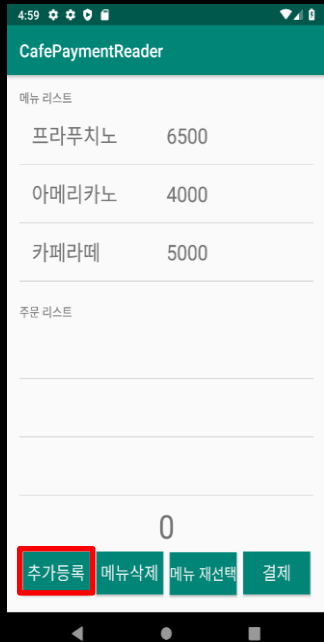 4:59
CafePaymentReader
메뉴 리스트
프라푸치노 6500
아메리카노 4000
카페라떼 5000
주문 리스트
0
추가등록 메뉴삭제 메뉴 재선택 결제